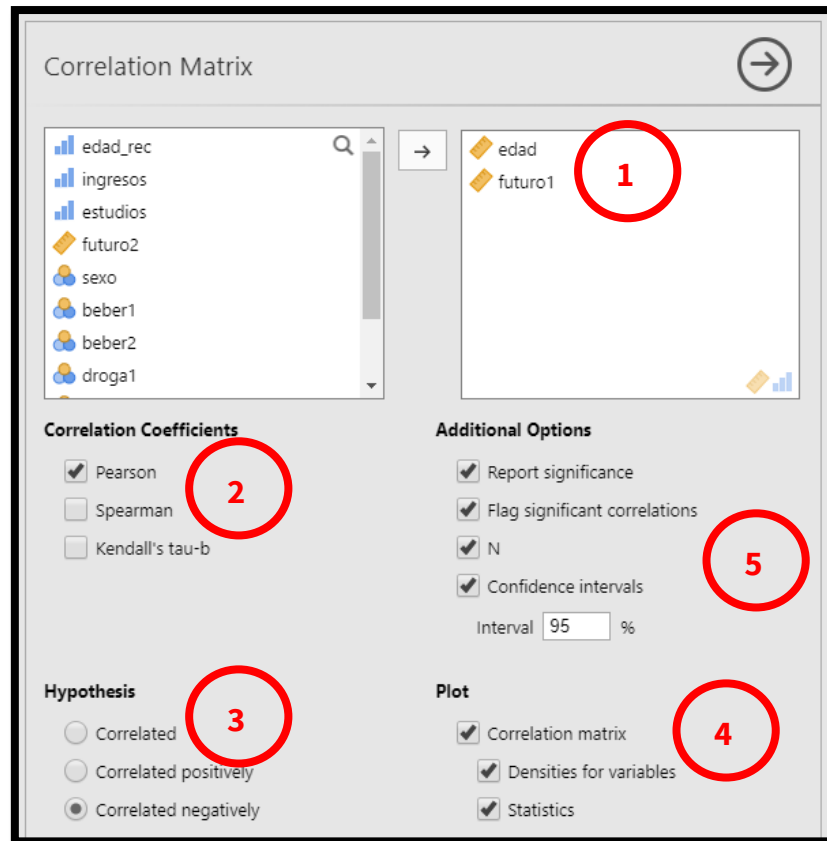 Correlation Matrix
edad_rec
ingresos
estudios
futuro2
sexo
beber1
beber2
droga1
edad
futuro1
1
Correlation Coefficients
Pearson
Spearman
Kendall's tau-b
2
Additional Options
Report significance
Flag significant correlations
N
Confidence intervals
Interval 95 %
5
Hypothesis
Correlated
Correlated positively
Correlated negatively
3
Plot
Correlation matrix
Densities for variables
Statistics
4